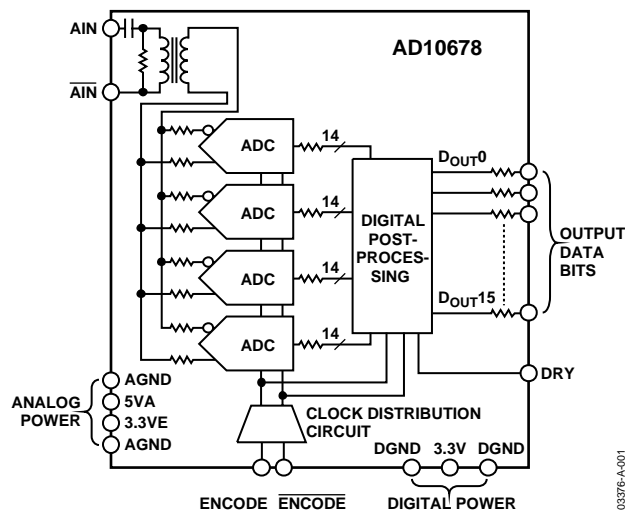 AIN
AD10678
AIN
ADC
14
DOUT0
ADC
14
DIGITAL
POST-
PROCES-
SING
OUTPUT
DATA
BITS
ADC
14
DOUT15
ADC
14
DRY
ANALOG
POWER
AGND
5VA
3.3VE
AGND
CLOCK DISTRIBUTION
CIRCUIT
DGND 3.3V DGND
ENCODE ENCODE
DIGITAL POWER
03376-A-001